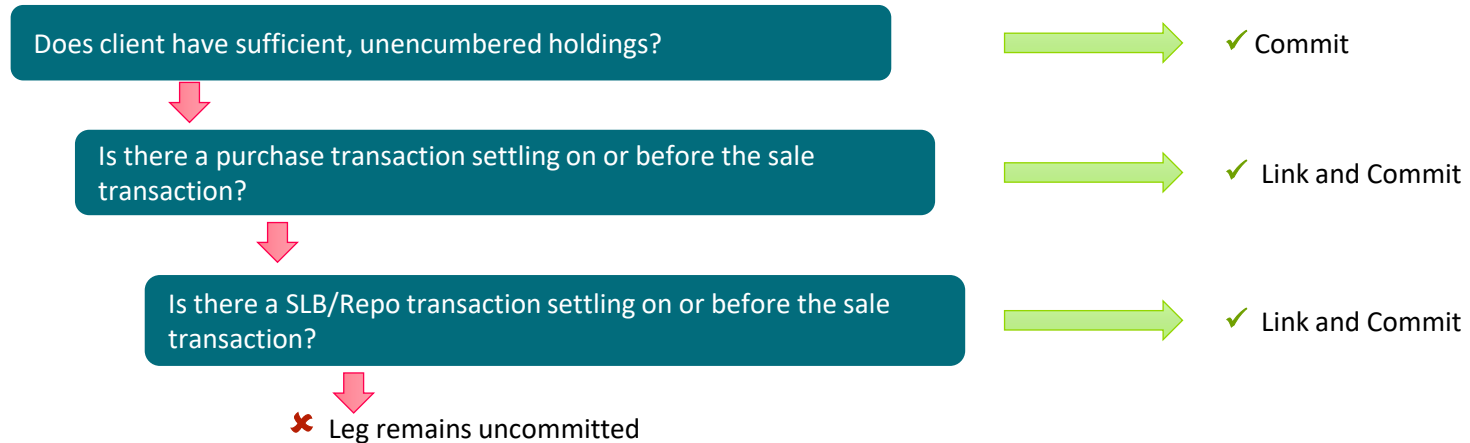 Does client have sufficient, unencumbered holdings?
✓ Commit
Is there a purchase transaction settling on or before the sale
transaction?
✓ Link and Commit
Is there a SLB/Repo transaction settling on or before the sale
transaction?
✓ Link and Commit
✘ Leg remains uncommitted